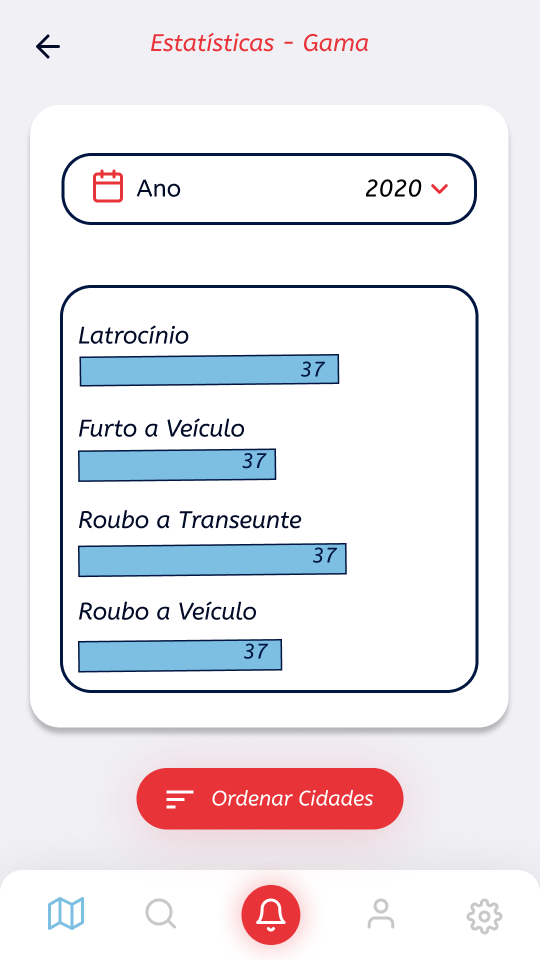 Estatísticas - Gama
Ano 2020
Latrocínio
37
Furto a Veículo
37
Roubo a Transeunte
37
Roubo a Veículo
37
Ordenar Cidades